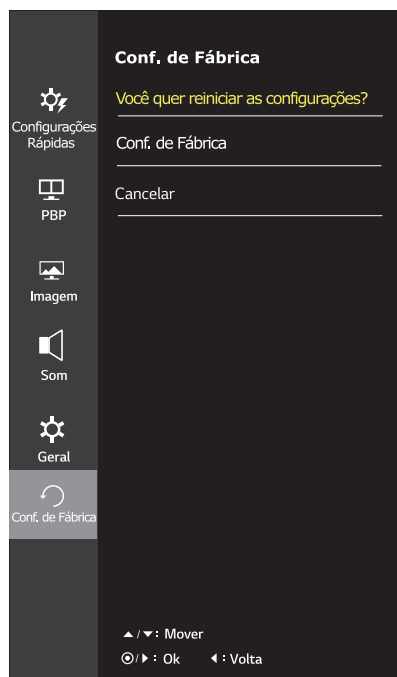 Configurações
Rápidas
PBP
Imagem
Som
Geral
Conf. de Fábrica
Conf. de Fábrica
Você quer reiniciar as configurações?
Conf. de Fábrica
Cancelar
▲/▼: Mover
◉/▶: Ok ◀: Volta